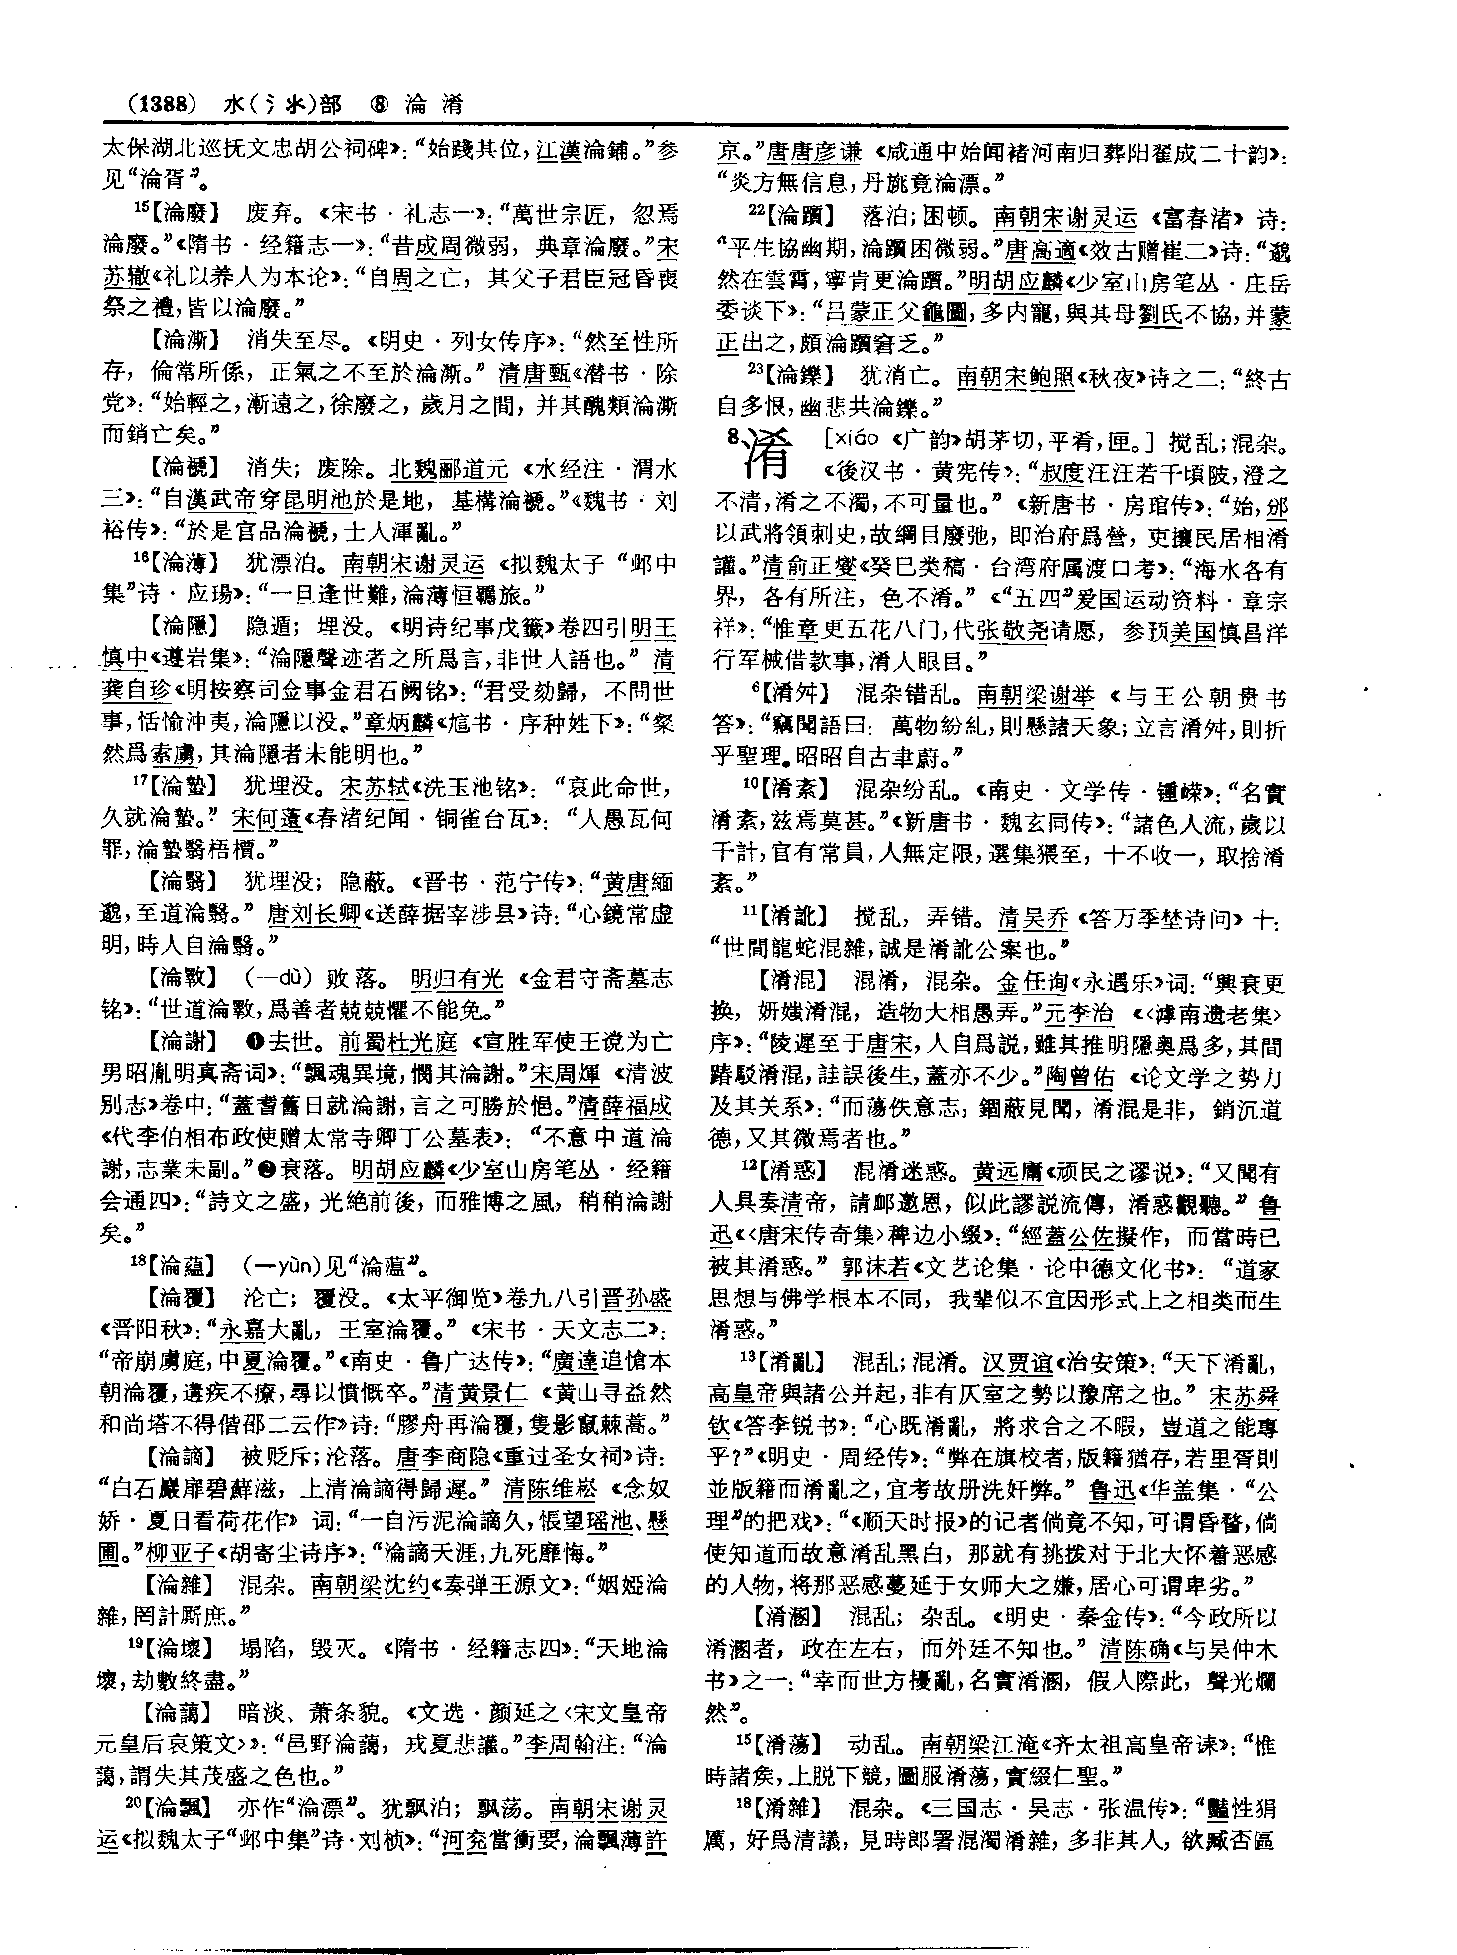 (1388) 水(氵氺)部 ⑧ 淪 淆
太保湖北巡抚文忠胡公祠碑》：“始踐其位，江漢淪鋪。”参
见“淪胥”。
15【淪廢】 废弃。《宋书·礼志一》：“萬世宗匠，忽焉
淪廢。”《隋书·经籍志一》：“昔成周微弱，典章淪廢。”宋
苏辙《礼以养人为本论》：“自周之亡，其父子君臣冠昏喪
祭之禮，皆以淪廢。”
【淪澌】 消失至尽。《明史·列女传序》：“然至性所
存，倫常所係，正氣之不至於淪澌。”清唐甄《潜书·除
党》：“始輕之，漸遠之，徐廢之，歲月之間，并其醜類淪澌
而銷亡矣。”
【淪褫】 消失；废除。北魏郦道元《水经注·渭水
三》：“自漢武帝穿昆明池於是地，基構淪褫。”《魏书·刘
裕传》：“於是官品淪褫，士人渾亂。”
16【淪薄】 犹漂泊。南朝宋谢灵运《拟魏太子“邺中
集”诗·应瑒》：“一旦逢世難，淪薄恒羈旅。”
【淪隱】 隐遁；埋没。《明诗纪事戊籤》卷四引明王
慎中《遵岩集》：“淪隱聲迹者之所爲言，非世人語也。”清
龚自珍《明按察司佥事金君石阙铭》：“君受劾歸，不問世
事，恬愉沖夷，淪隱以没。”章炳麟《訄书·序种姓下》：“粲
然爲素虜，其淪隱者未能明也。”
17【淪蟄】 犹埋没。宋苏轼《洗玉池铭》：“哀此命世，
久就淪蟄。”宋何薳《春渚纪闻·铜雀台瓦》：“人愚瓦何
罪，淪蟄翳梧檟。”
【淪翳】 犹埋没；隐蔽。《晋书·范宁传》：“黄唐緬
邈，至道淪翳。”唐刘长卿《送薛据宰涉县》诗：“心鏡常虚
明，時人自淪翳。”
【淪斁】 （—dù）败落。明归有光《金君守斋墓志
铭》：“世道淪斁，爲善者兢兢懼不能免。”
【淪謝】 ❶去世。前蜀杜光庭《宣胜军使王谠为亡
男昭胤明真斋词》：“飄魂異境，憫其淪謝。”宋周煇《清波
别志》卷中：“蓋耆舊日就淪謝，言之可勝於悒。”清薛福成
《代李伯相布政使赠太常寺卿丁公墓表》：“不意中道淪
謝，志業未副。”❷衰落。明胡应麟《少室山房笔丛·经籍
会通四》：“詩文之盛，光絶前後，而雅博之風，稍稍淪謝
矣。”
18【淪藴】 （—yùn）见“淪藴”。
【淪覆】 沦亡；覆没。《太平御览》卷九八引晋孙盛
《晋阳秋》：“永嘉大亂，王室淪覆。”《宋书·天文志二》：
“帝崩虜庭，中夏淪覆。”《南史·鲁广达传》：“廣達追愴本
朝淪覆，遘疾不療，尋以憤慨卒。”清黄景仁《黄山寻益然
和尚塔不得偕邵二云作》诗：“膠舟再淪覆，隻影竄棘蒿。”
【淪謫】 被贬斥；沦落。唐李商隐《重过圣女祠》诗：
“白石巖扉碧蘚滋，上清淪謫得歸遲。”清陈维崧《念奴
娇·夏日看荷花作》词：“一自污泥淪謫久，悵望瑶池、懸
圃。”柳亚子《胡寄尘诗序》：“淪謫天涯，九死靡悔。”
【淪雜】 混杂。南朝梁沈约《奏弹王源文》：“姻婭淪
雜，罔計厮庶。”
19【淪壞】 塌陷，毁灭。《隋书·经籍志四》：“天地淪
壞，劫數終盡。”
【淪藹】 暗淡、萧条貌。《文选·颜延之〈宋文皇帝
元皇后哀策文〉》：“邑野淪藹，戎夏悲讙。”李周翰注：“淪
藹，謂失其茂盛之色也。”
20【淪飄】 亦作“淪漂”。犹飘泊；飘荡。南朝宋谢灵
运《拟魏太子“邺中集”诗·刘桢》：“河兖當衝要，淪飄薄許
京。”唐唐彦谦《咸通中始闻褚河南归葬阳翟成二十韵》：
“炎方無信息，丹旐竟淪漂。”
22【淪躓】 落泊；困顿。南朝宋谢灵运《富春渚》诗：
“平生協幽期，淪躓困微弱。”唐高適《效古赠崔二》诗：“邈
然在雲霄，寧肯更淪躓。”明胡应麟《少室山房笔丛·庄岳
委谈下》：“吕蒙正父龜圖，多内寵，與其母劉氏不協，并蒙
正出之，頗淪躓窘乏。”
23【淪鑠】 犹消亡。南朝宋鲍照《秋夜》诗之二：“終古
自多恨，幽悲共淪鑠。”
8淆 ［xiáo《广韵》胡茅切，平肴，匣。］搅乱；混杂。
《後汉书·黄宪传》：“叔度汪汪若千頃陂，澄之
不清，淆之不濁，不可量也。”《新唐书·房琯传》：“始，邠
以武將領刺史，故綱目廢弛，即治府爲營，吏攘民居相淆
讙。”清俞正燮《癸巳类稿·台湾府属渡口考》：“海水各有
界，各有所注，色不淆。”《“五四”爱国运动资料·章宗
祥》：“惟章更五花八门，代张敬尧请愿，参预美国慎昌洋
行军械借款事，淆人眼目。”
6【淆舛】 混杂错乱。南朝梁谢举《与王公朝贵书
答》：“竊聞語曰：萬物紛糺，則懸諸天象；立言淆舛，則折
乎聖理。昭昭自古聿蔚。”
10【淆紊】 混杂纷乱。《南史·文学传·锺嵘》：“名實
淆紊，兹焉莫甚。”《新唐书·魏玄同传》：“諸色人流，歲以
千計，官有常員，人無定限，選集猥至，十不收一，取捨淆
紊。”
11【淆訛】 搅乱，弄错。清吴乔《答万季埜诗问》十：
“世間龍蛇混雜，誠是淆訛公案也。”
【淆混】 混淆，混杂。金任询《永遇乐》词：“興衰更
换，妍媸淆混，造物大相愚弄。”元李治《〈滹南遗老集〉
序》：“陵遲至于唐宋，人自爲説，雖其推明隱奥爲多，其間
踳駁淆混，註誤後生，蓋亦不少。”陶曾佑《论文学之势力
及其关系》：“而蕩佚意志，錮蔽見聞，淆混是非，銷沉道
德，又其微焉者也。”
12【淆惑】 混淆迷惑。黄远庸《顽民之谬说》：“又聞有
人具奏清帝，請卹邀恩，似此謬説流傳，淆惑觀聽。”鲁
迅《〈唐宋传奇集〉稗边小缀》：“經蓋公佐擬作，而當時已
被其淆惑。”郭沫若《文艺论集·论中德文化书》：“道家
思想与佛学根本不同，我辈似不宜因形式上之相类而生
淆惑。”
13【淆亂】 混乱；混淆。汉贾谊《治安策》：“天下淆亂，
高皇帝與諸公并起，非有仄室之勢以豫席之也。”宋苏舜
钦《答李锐书》：“心既淆亂，將求合之不暇，豈道之能專
乎？”《明史·周经传》：“弊在旗校者，版籍猶存，若里胥則
並版籍而淆亂之，宜考故册洗奸弊。”鲁迅《华盖集·“公
理”的把戏》：“《顺天时报》的记者倘竟不知，可谓昏瞀，倘
使知道而故意淆乱黑白，那就有挑拨对于北大怀着恶感
的人物，将那恶感蔓延于女师大之嫌，居心可谓卑劣。”
【淆溷】 混乱；杂乱。《明史·秦金传》：“今政所以
淆溷者，政在左右，而外廷不知也。”清陈确《与吴仲木
书》之一：“幸而世方擾亂，名實淆溷，假人際此，聲光爛
然”。
15【淆蕩】 动乱。南朝梁江淹《齐太祖高皇帝诔》：“惟
時諸侯，上脱下競，圖服淆蕩，實綴仁聖。”
18【淆雜】 混杂。《三国志·吴志·张温传》：“豔性狷
厲，好爲清議，見時郎署混濁淆雜，多非其人，欲臧否區